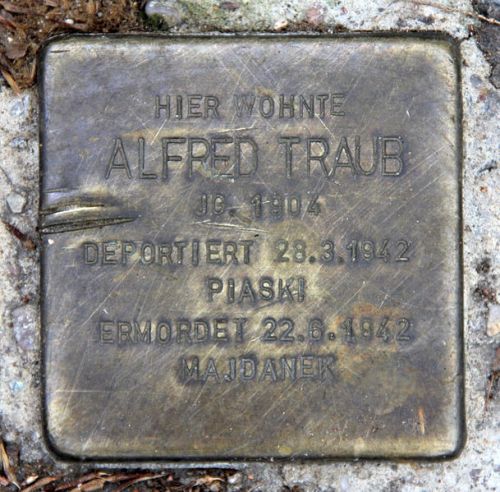 HIER WOHNTE
ALFRED TRAUB
JG. 1904
DEPORTIERT 28.3.1942
PIASKI
ERMORDET 22.6.1942
MAJDANEK